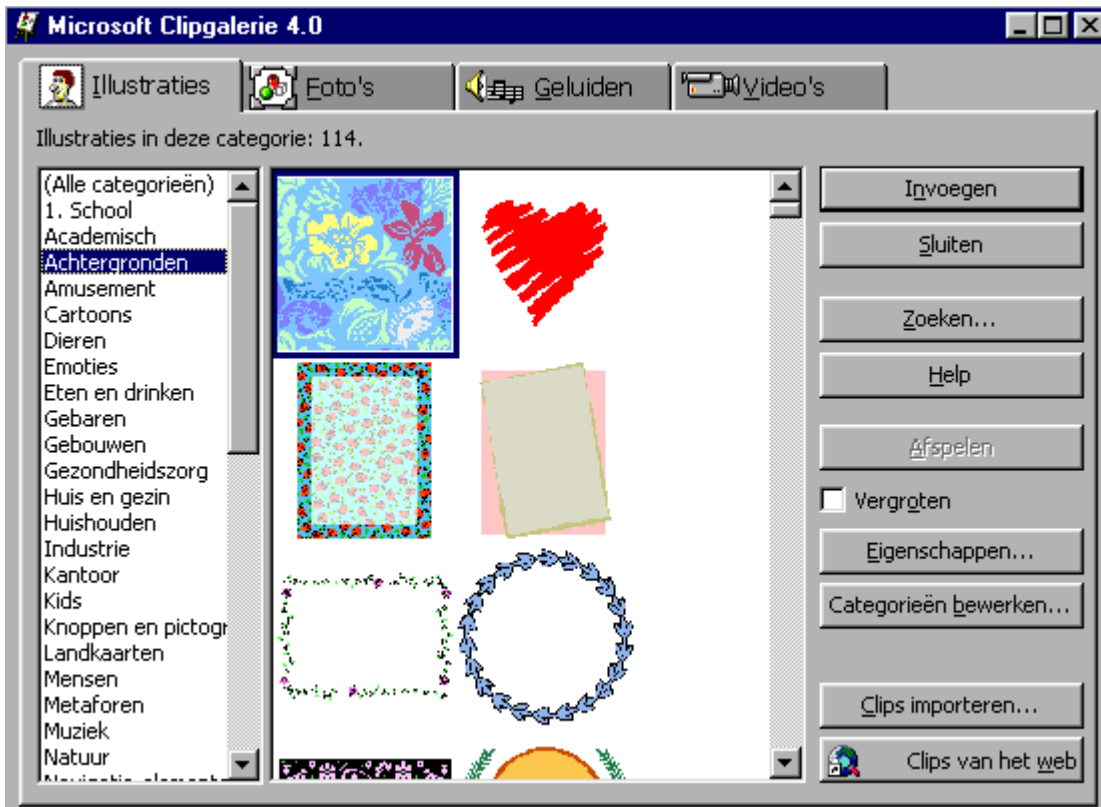 Microsoft Clipgalerie 4.0
Illustraties
Foto's
Geluiden
Video's
Illustraties in deze categorie: 114.
(Alle categorieën)
1. School
Academisch
Achtergronden
Amusement
Cartoons
Dieren
Emoties
Eten en drinken
Gebaren
Gebouwen
Gezondheidszorg
Huis en gezin
Huishouden
Industrie
Kantoor
Kids
Knoppen en pictogr
Landkaarten
Mensen
Metaforen
Muziek
Natuur
Invoegen
Sluiten
Zoeken...
Help
Afspelen
Vergroten
Eigenschappen...
Categorieën bewerken...
Clips importeren...
Clips van het web